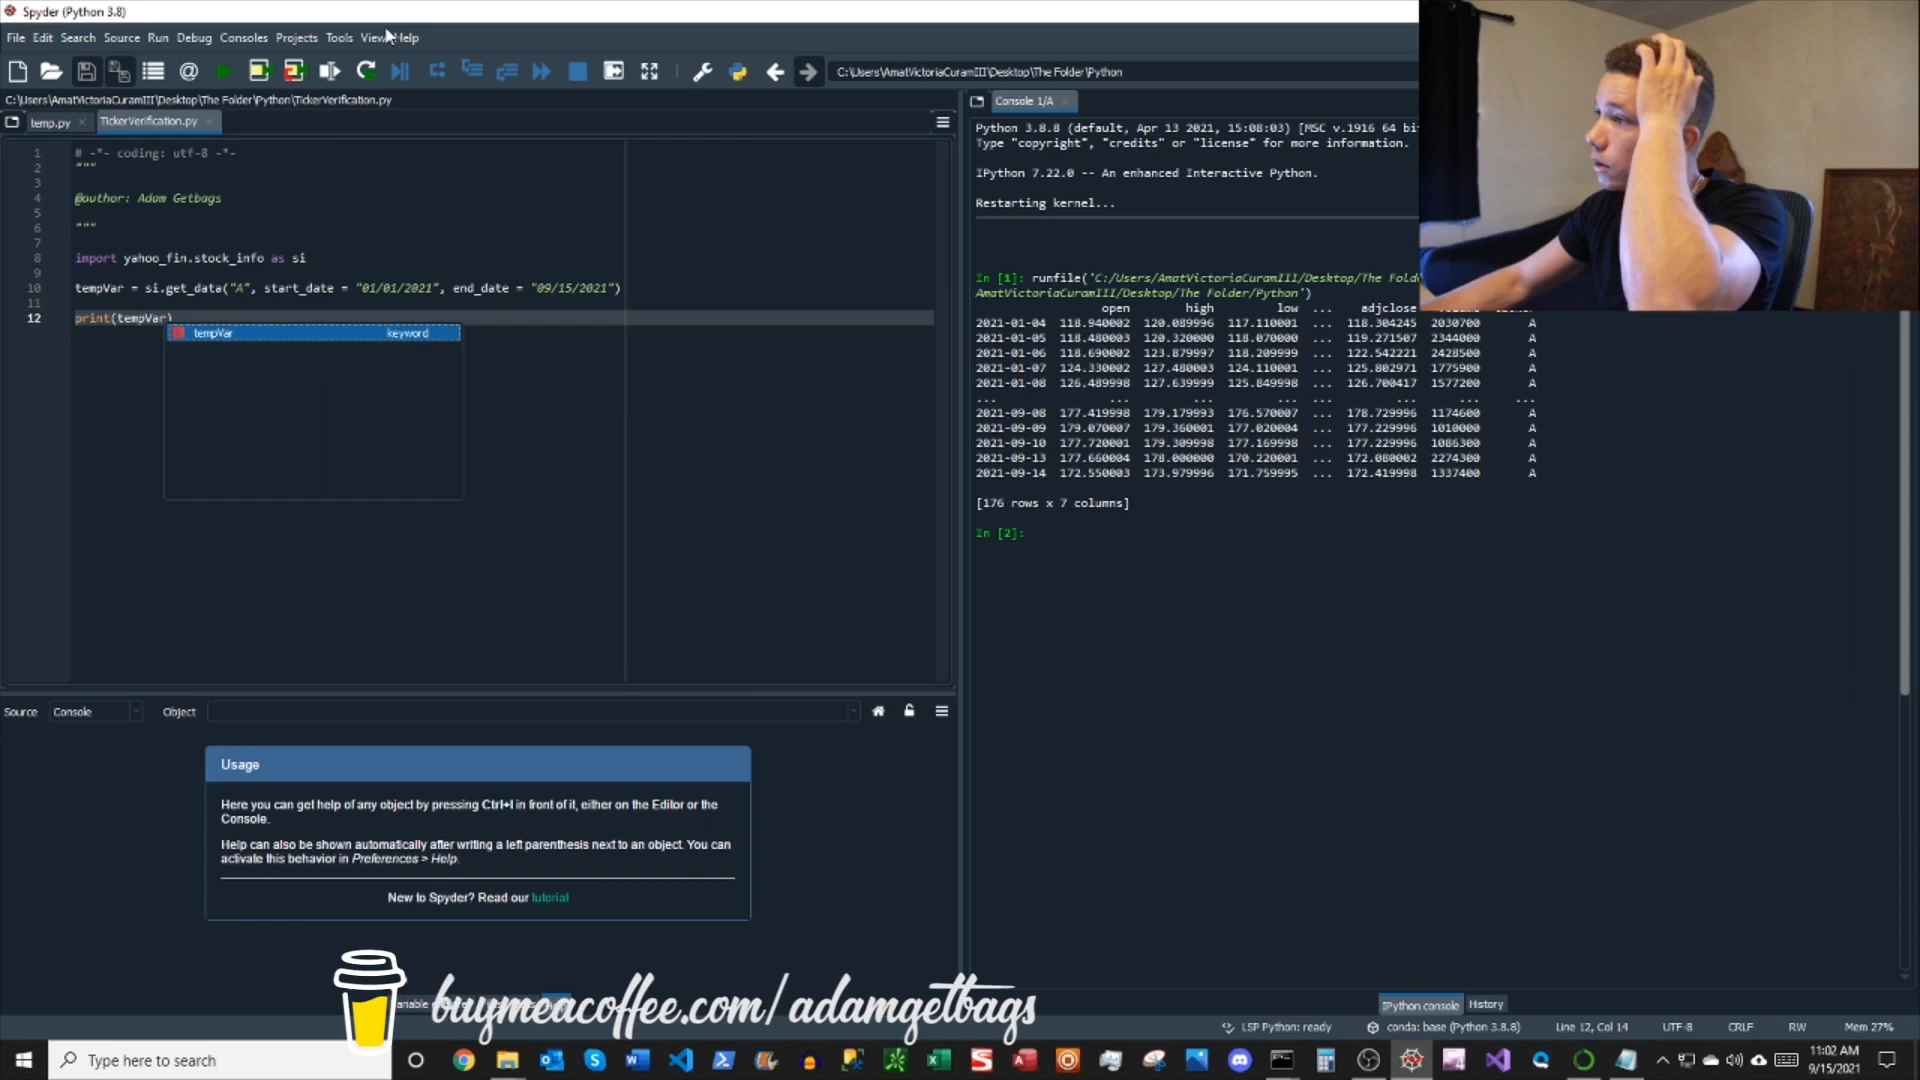 Spyder (Python 3.8)
File Edit Search Source Run Debug Consoles Projects Tools View Help
C:\Users\AmatVictoriaCuramIII\Desktop\The Folder\Python
C:\Users\AmatVictoriaCuramIII\Desktop\The Folder\Python\TickerVerification.py
temp.py TickerVerification.py
1 # -*- coding: utf-8 -*-
2 """
3
4 @author: Adam Getbags
5
6 """
7
8 import yahoo_fin.stock_info as si
9
10 tempVar = si.get_data("A", start_date = "01/01/2021", end_date = "09/15/2021")
11
12 print(tempVar)
tempVar keyword
Source Console Object
Usage
Here you can get help of any object by pressing Ctrl+I in front of it, either on the Editor or the
Console.
Help can also be shown automatically after writing a left parenthesis next to an object. You can
activate this behavior in Preferences > Help.
New to Spyder? Read our tutorial
Console 1/A
Python 3.8.8 (default, Apr 13 2021, 15:08:03) [MSC v.1916 64 bi
Type "copyright", "credits" or "license" for more information.
IPython 7.22.0 -- An enhanced Interactive Python.
Restarting kernel...
In [1]: runfile('C:/Users/AmatVictoriaCuramIII/Desktop/The Fold
AmatVictoriaCuramIII/Desktop/The Folder/Python')
open high low ... adjclose
2021-01-04 118.940002 120.089996 117.110001 ... 118.304245 2030700 A
2021-01-05 118.480003 120.320000 118.070000 ... 119.271507 2344000 A
2021-01-06 118.690002 123.879997 118.209999 ... 122.542221 2428500 A
2021-01-07 124.330002 127.480003 124.110001 ... 125.802971 1775900 A
2021-01-08 126.489998 127.639999 125.849998 ... 126.700417 1577200 A
... ... ... ... ... ... ... ...
2021-09-08 177.419998 179.179993 176.570007 ... 178.729996 1174600 A
2021-09-09 179.070007 179.360001 177.020004 ... 177.229996 1010000 A
2021-09-10 177.720001 179.309998 177.169998 ... 177.229996 1086300 A
2021-09-13 177.660004 178.000000 170.220001 ... 172.080002 2274300 A
2021-09-14 172.550003 173.979996 171.759995 ... 172.419998 1337400 A
[176 rows x 7 columns]
In [2]:
buymeacoffee.com/adamgetbags
IPython console History
LSP Python: ready conda: base (Python 3.8.8) Line 12, Col 14 UTF-8 CRLF RW Mem 27%
Type here to search
11:02 AM
9/15/2021